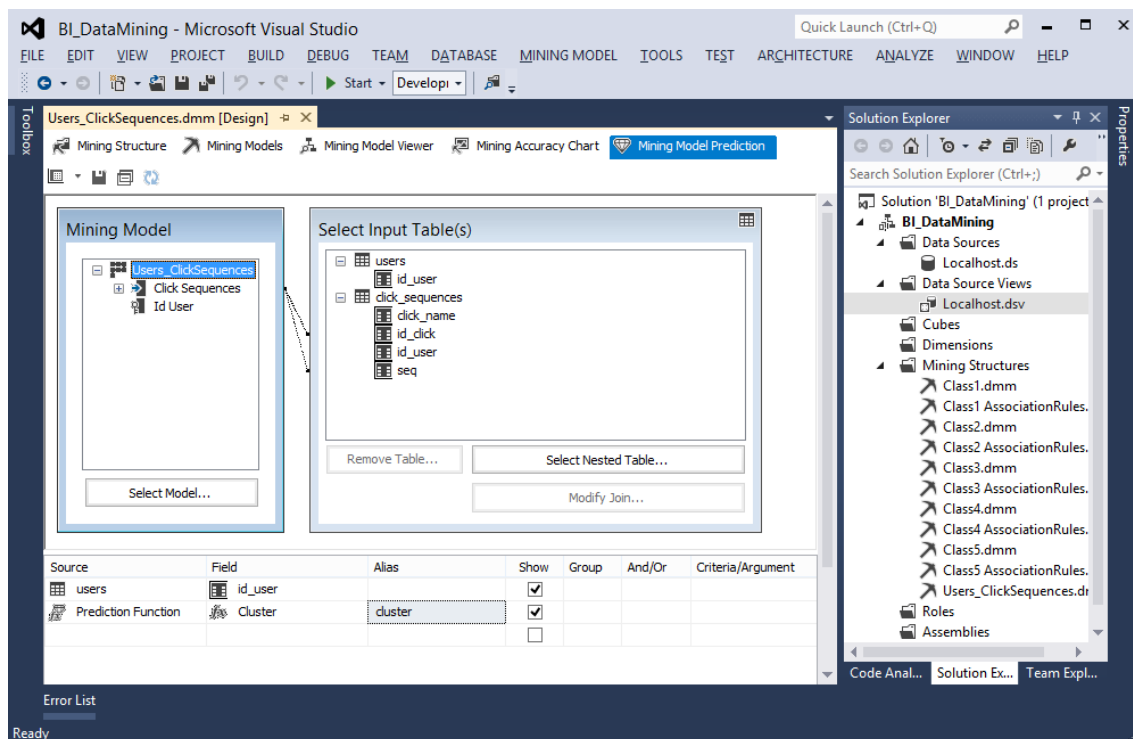 BI_DataMining - Microsoft Visual Studio
Quick Launch (Ctrl+Q)
FILE EDIT VIEW PROJECT BUILD DEBUG TEAM DATABASE MINING MODEL TOOLS TEST ARCHITECTURE ANALYZE WINDOW HELP
Start Develop
Toolbox
Users_ClickSequences.dmm [Design]
Mining Structure Mining Models Mining Model Viewer Mining Accuracy Chart Mining Model Prediction
Mining Model
Users_ClickSequences
Click Sequences
Id User
Select Model...
Select Input Table(s)
users
id_user
click_sequences
click_name
id_click
id_user
seq
Remove Table...
Select Nested Table...
Modify Join...
Source Field Alias Show Group And/Or Criteria/Argument
users id_user
Prediction Function Cluster cluster
Solution Explorer
Search Solution Explorer (Ctrl+;)
Solution 'BI_DataMining' (1 project
BI_DataMining
Data Sources
Localhost.ds
Data Source Views
Localhost.dsv
Cubes
Dimensions
Mining Structures
Class1.dmm
Class1 AssociationRules.
Class2.dmm
Class2 AssociationRules.
Class3.dmm
Class3 AssociationRules.
Class4.dmm
Class4 AssociationRules.
Class5.dmm
Class5 AssociationRules.
Users_ClickSequences.dr
Roles
Assemblies
Code Anal... Solution Ex... Team Expl...
Properties
Error List
Ready